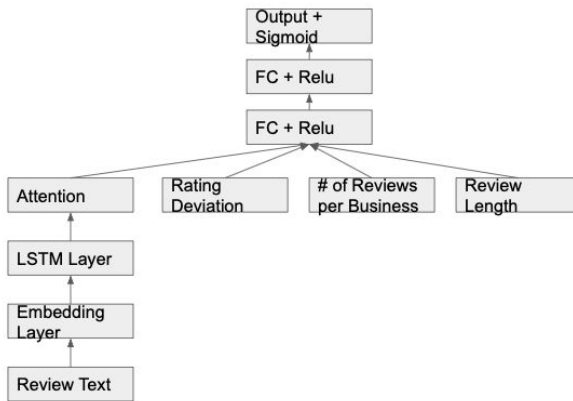 Output +
Sigmoid
FC + Relu
FC + Relu
Attention
Rating
Deviation
# of Reviews
per Business
Review
Length
LSTM Layer
Embedding
Layer
Review Text